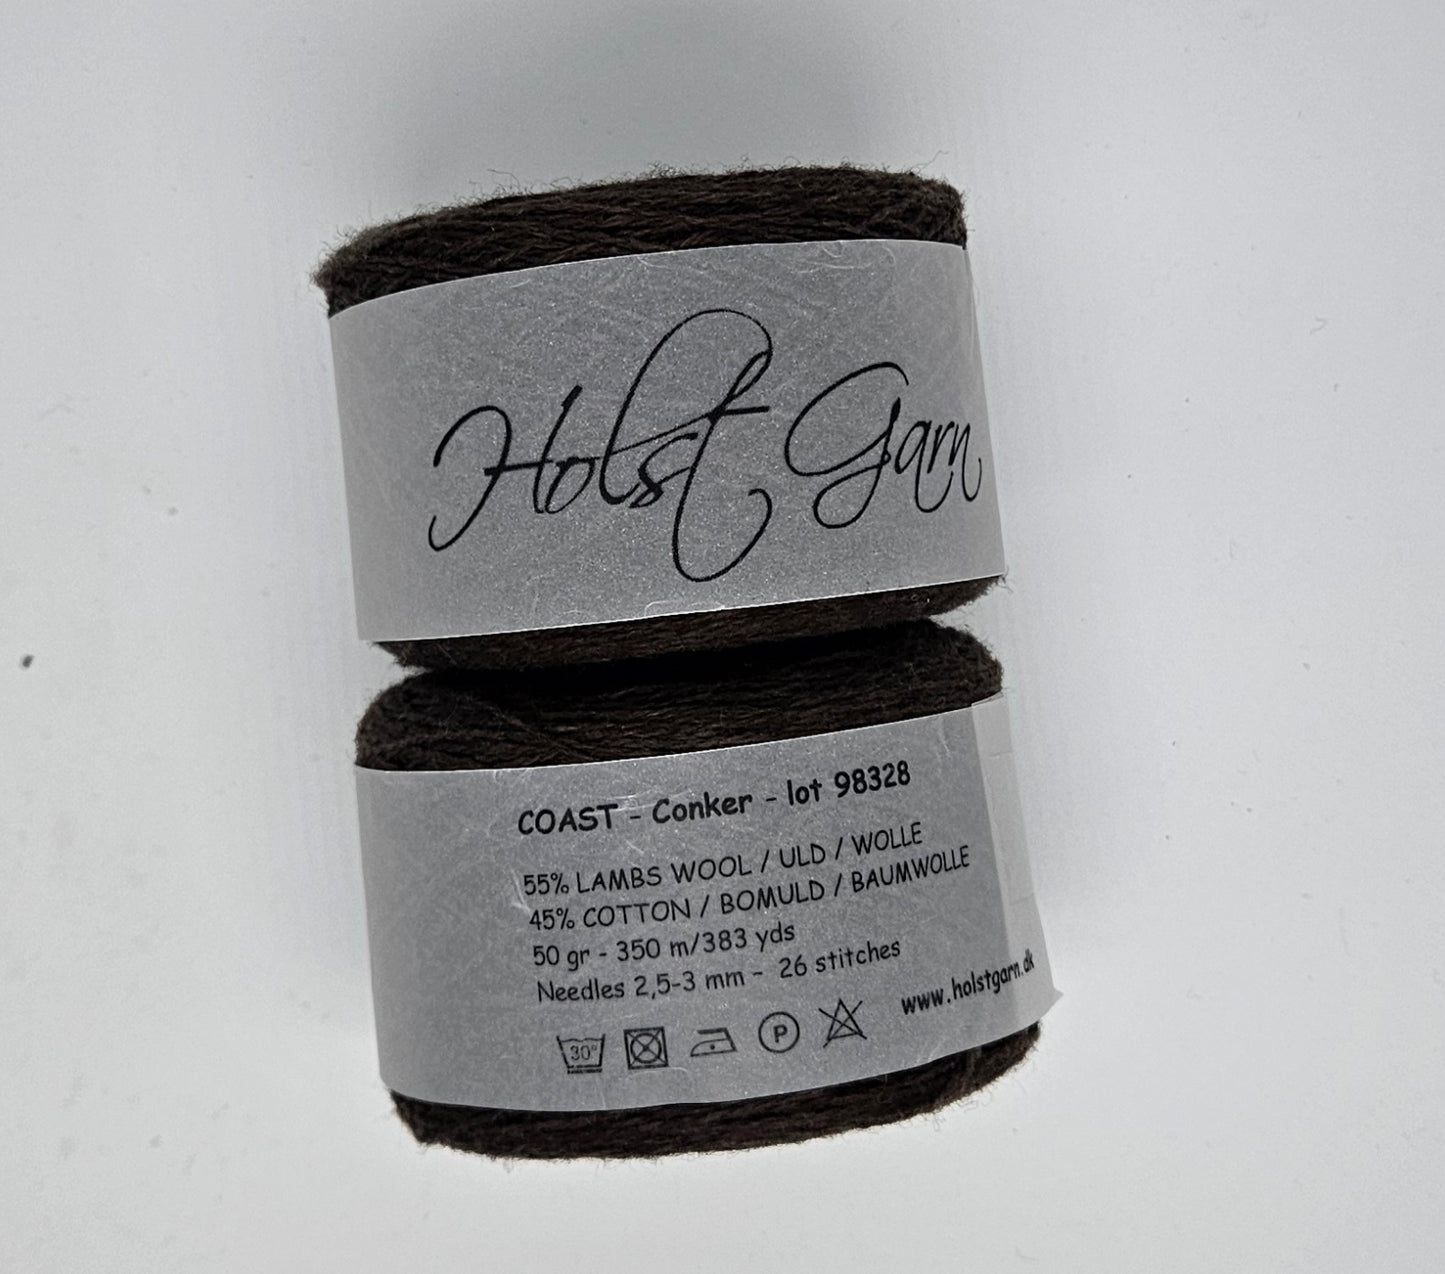 Holst Garn
COAST - Conker - lot 98328
55% LAMBS WOOL / ULD / WOLLE
45% COTTON / BOMULD / BAUMWOLLE
50 gr - 350 m/383 yds
Needles 2,5-3 mm - 26 stitches
30° P
www.holstgarn.dk